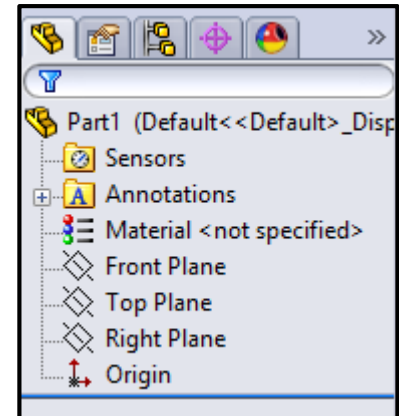 Part1 (Default<<Default>_Disp
Sensors
A Annotations
Material <not specified>
Front Plane
Top Plane
Right Plane
Origin